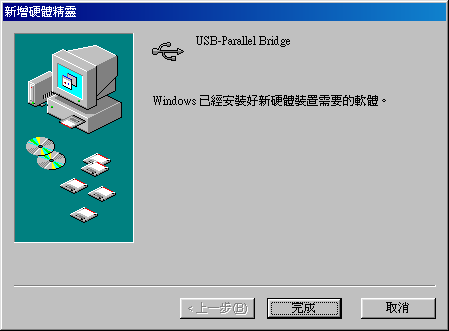 新增硬體精靈
USB-Parallel Bridge
Windows 已經安裝好新硬體裝置需要的軟體。
<上一步(B)
完成
取消